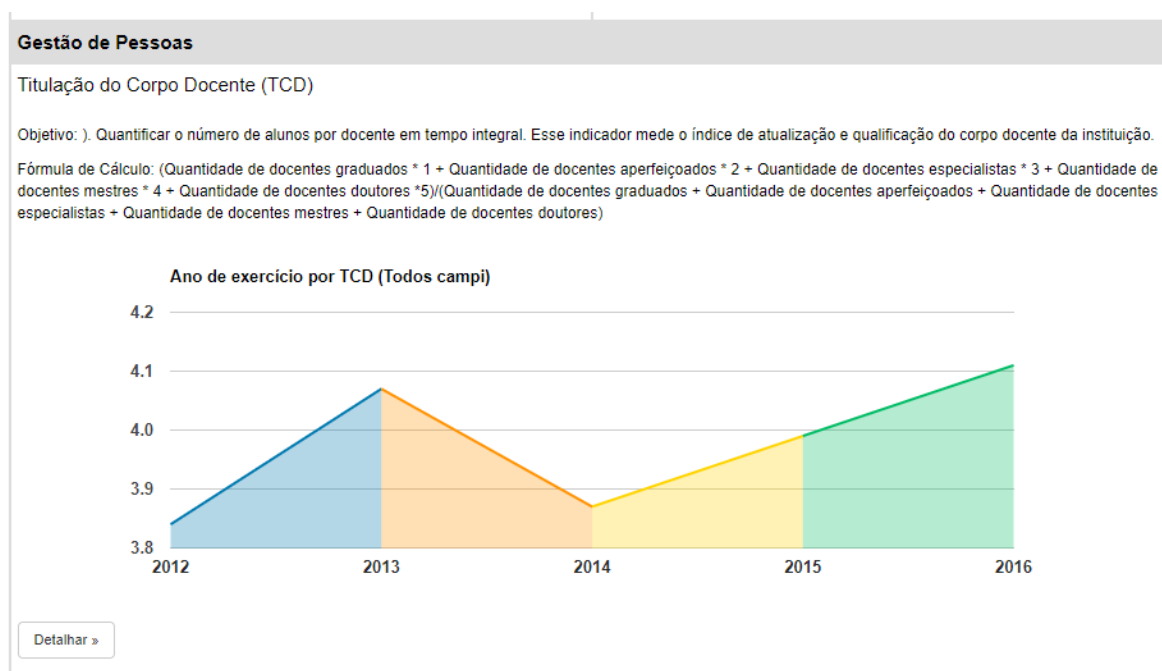 Gestão de Pessoas
Titulação do Corpo Docente (TCD)
Objetivo: ). Quantificar o número de alunos por docente em tempo integral. Esse indicador mede o índice de atualização e qualificação do corpo docente da instituição.
Fórmula de Cálculo: (Quantidade de docentes graduados * 1 + Quantidade de docentes aperfeiçoados * 2 + Quantidade de docentes especialistas * 3 + Quantidade de
docentes mestres * 4 + Quantidade de docentes doutores *5)/(Quantidade de docentes graduados + Quantidade de docentes aperfeiçoados + Quantidade de docentes
especialistas + Quantidade de docentes mestres + Quantidade de docentes doutores)
Ano de exercício por TCD (Todos campi)
4.2
4.1
4.0
3.9
3.8
2012 2013 2014 2015 2016
Detalhar »